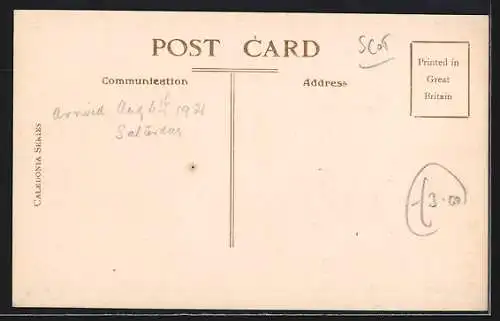 POST CARD
Scot
Printed in
Great
Britain
Communication
Address
Arrived Aug 6th 1921
Saturday
CALEDONIA SERIES
3.00